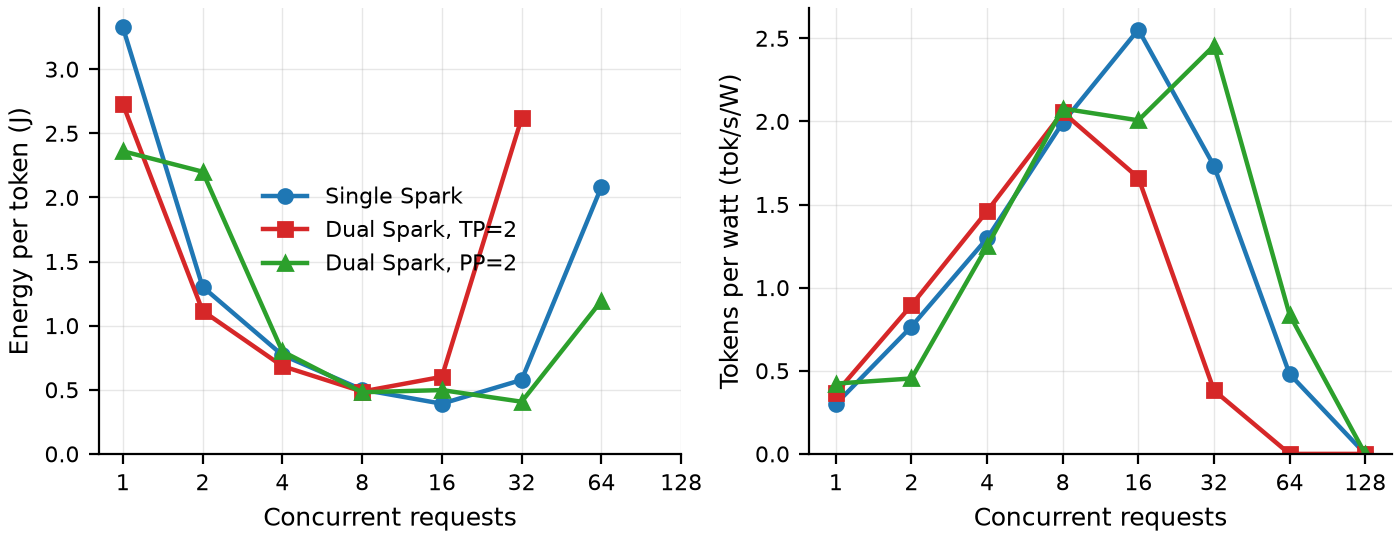 Energy per token (J)
3.0
2.5
2.0
1.5
1.0
0.5
0.0
Single Spark
Dual Spark, TP=2
Dual Spark, PP=2
1 2 4 8 16 32 64 128
Concurrent requests
Tokens per watt (tok/s/W)
2.5
2.0
1.5
1.0
0.5
0.0
1 2 4 8 16 32 64 128
Concurrent requests